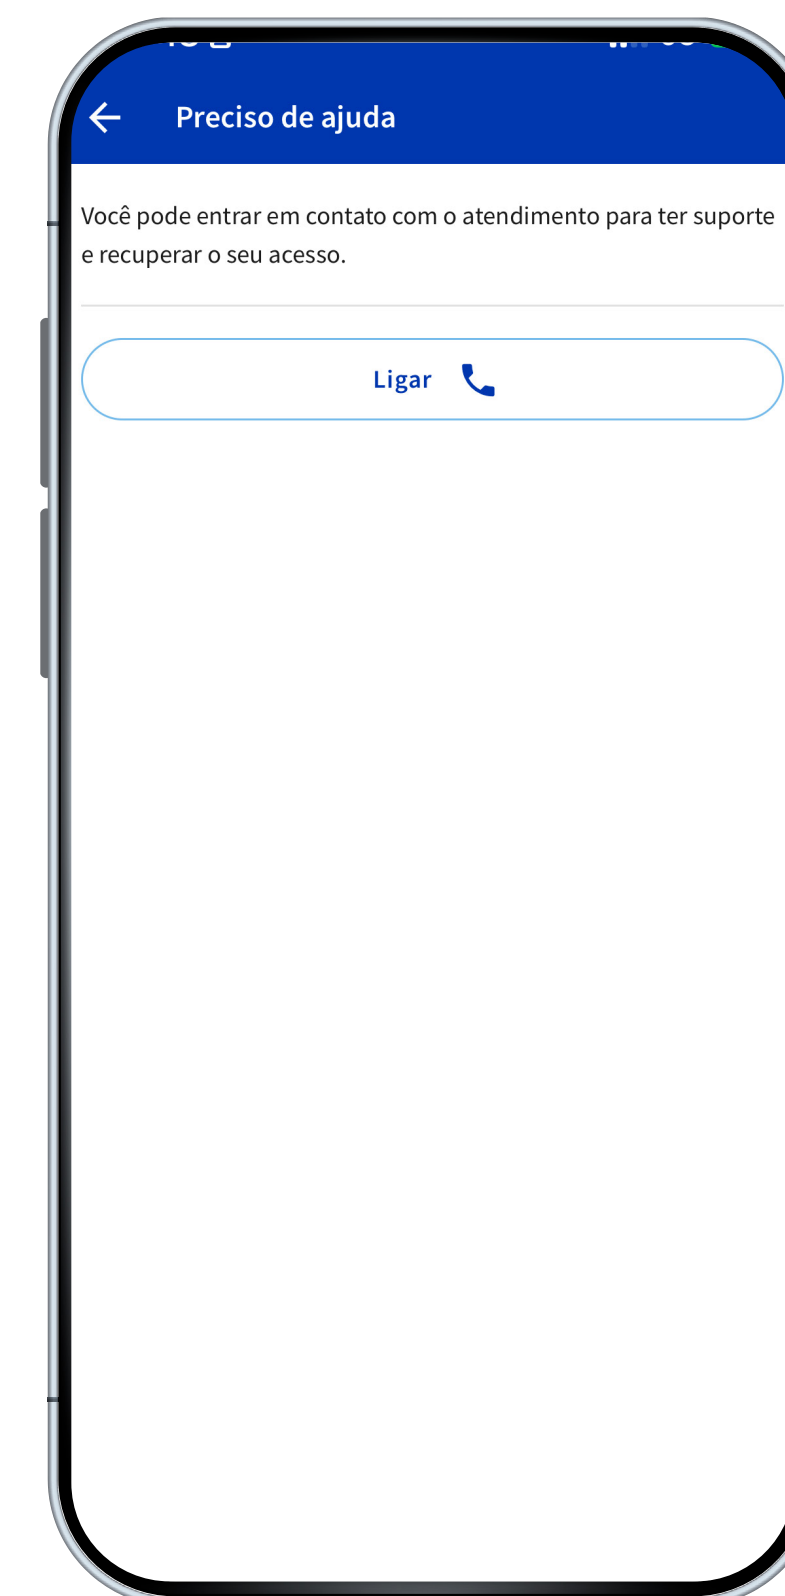 Preciso de ajuda
Você pode entrar em contato com o atendimento para ter suporte
e recuperar o seu acesso.
Ligar